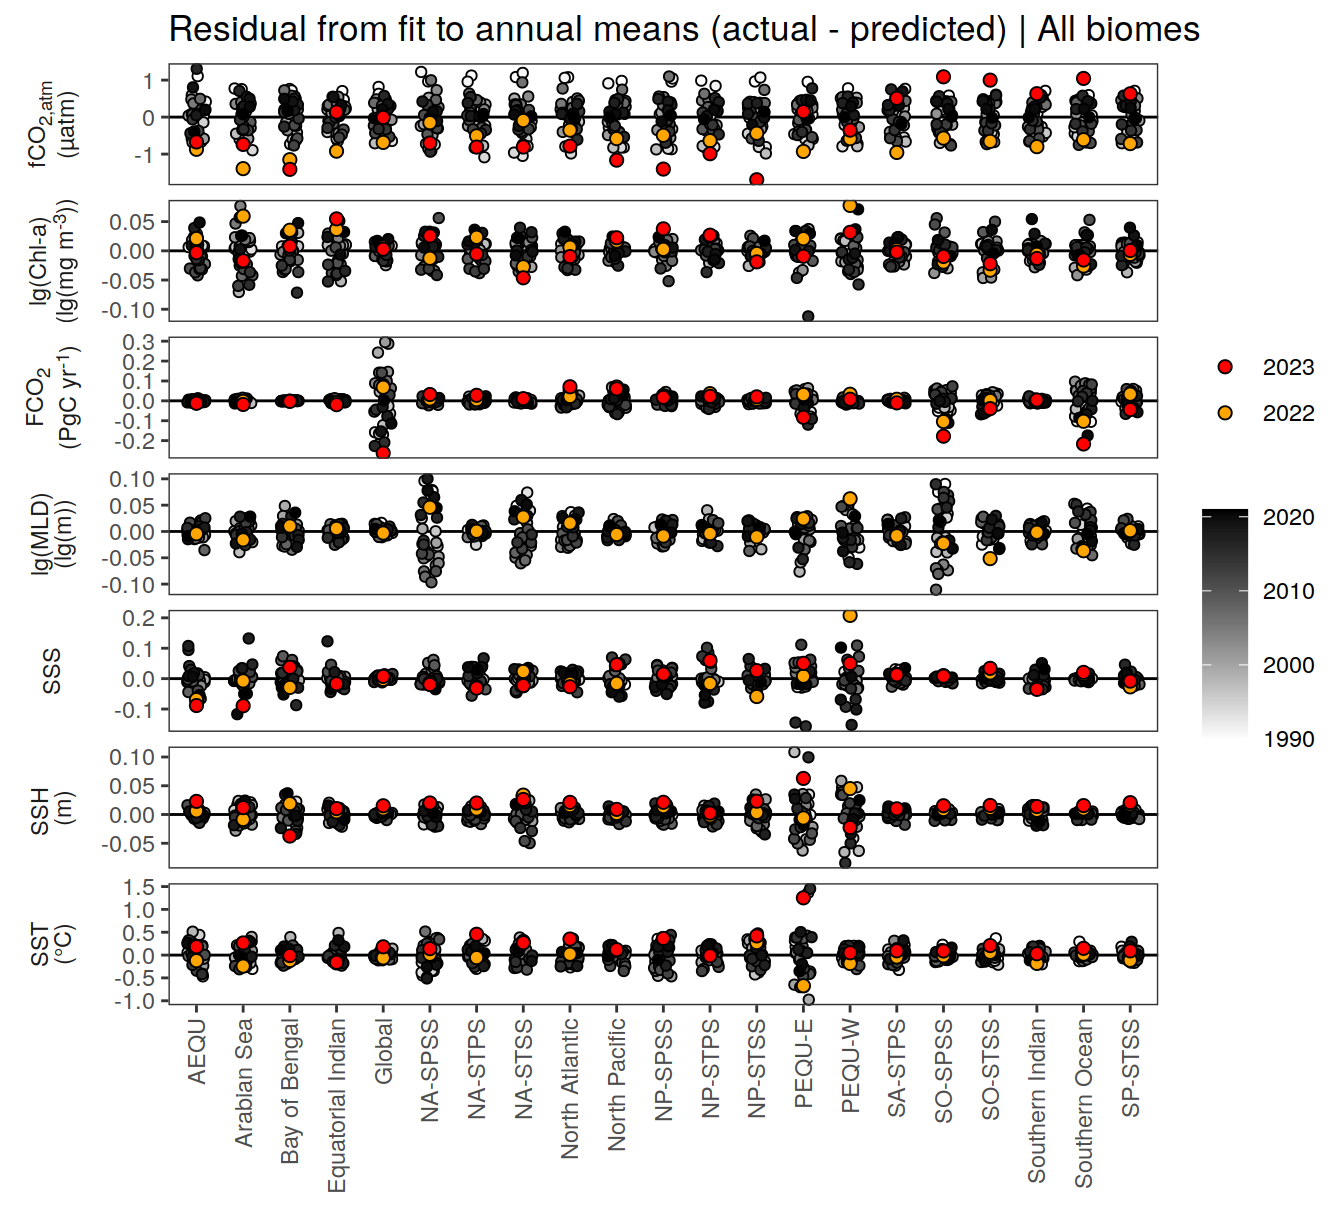 Residual from fit to annual means (actual - predicted) | All biomes
fCO2,atm
(µatm)
1
0
-1
lg(Chl-a)
(lg(mg m-3))
0.05
0.00
-0.05
-0.10
FCO2
(PgC yr-1)
0.3
0.2
0.1
0.0
-0.1
-0.2
lg(MLD)
(lg(m))
0.10
0.05
0.00
-0.05
-0.10
SSS
0.2
0.1
0.0
-0.1
SSH
(m)
0.10
0.05
0.00
-0.05
SST
(°C)
1.5
1.0
0.5
0.0
-0.5
-1.0
AEQU
Arabian Sea
Bay of Bengal
Equatorial Indian
Global
NA-SPSS
NA-STPS
NA-STSS
North Atlantic
North Pacific
NP-SPSS
NP-STPS
NP-STSS
PEQU-E
PEQU-W
SA-STPS
SO-SPSS
SO-STSS
Southern Indian
Southern Ocean
SP-STSS
2023
2022
2020
2010
2000
1990